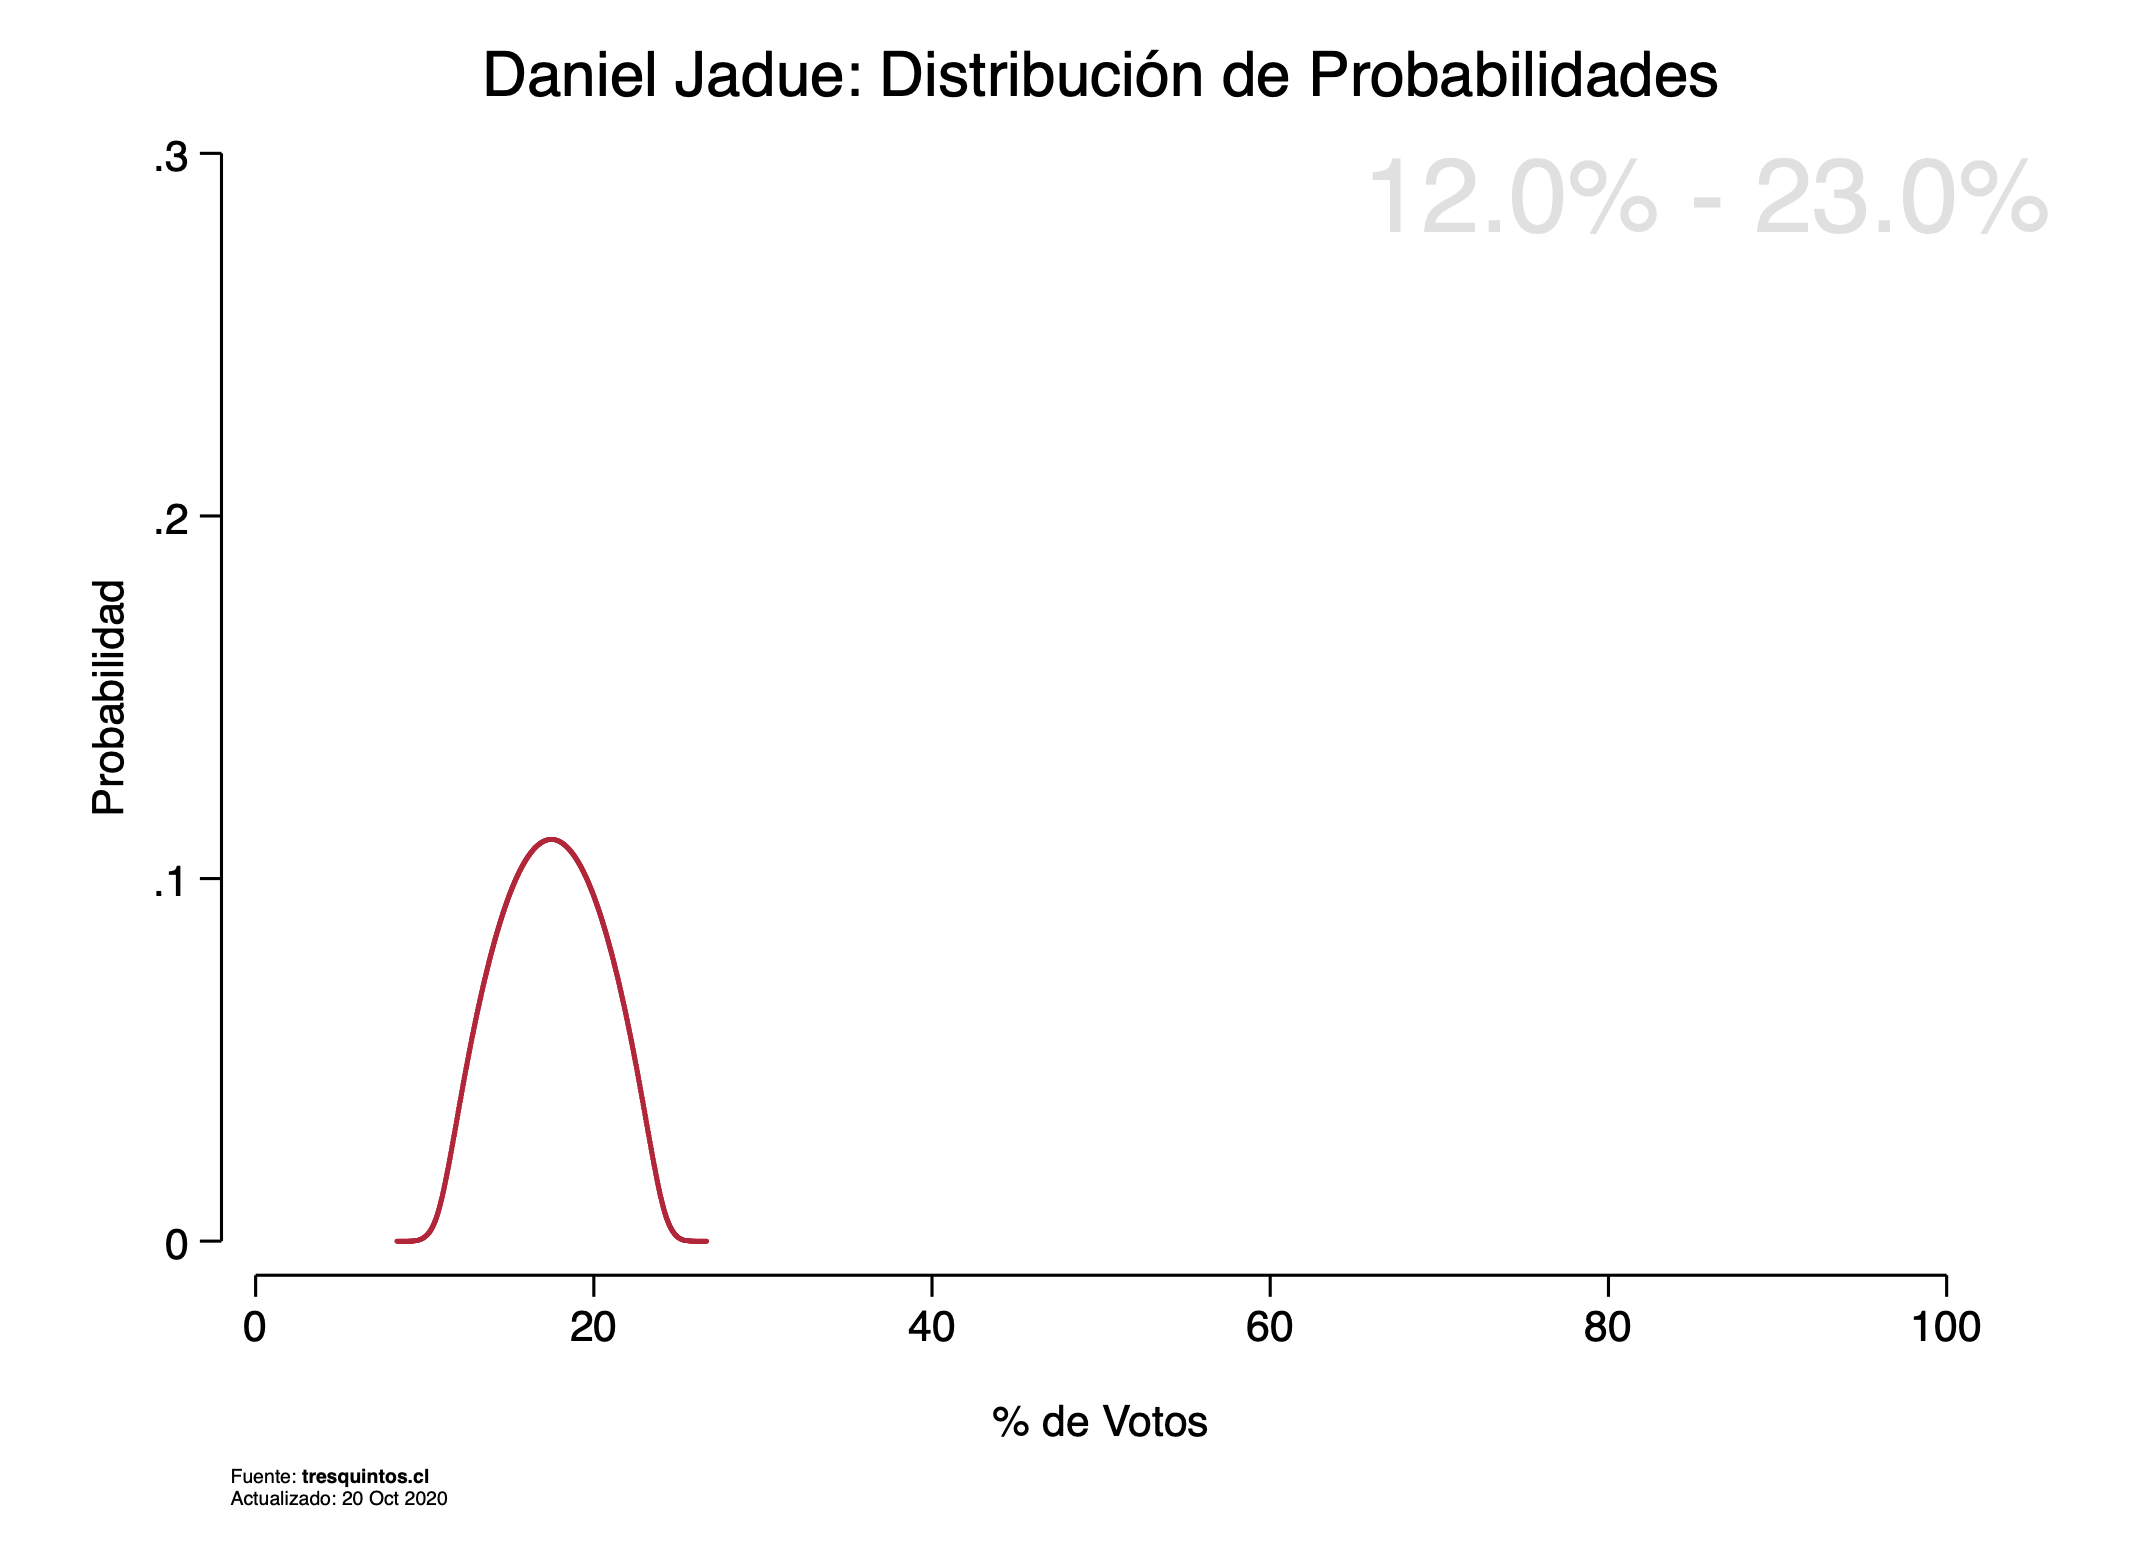 Daniel Jadue: Distribución de Probabilidades
12.0% - 23.0%
.3
.2
.1
0
Probabilidad
0 20 40 60 80 100
% de Votos
Fuente: tresquintos.cl
Actualizado: 20 Oct 2020